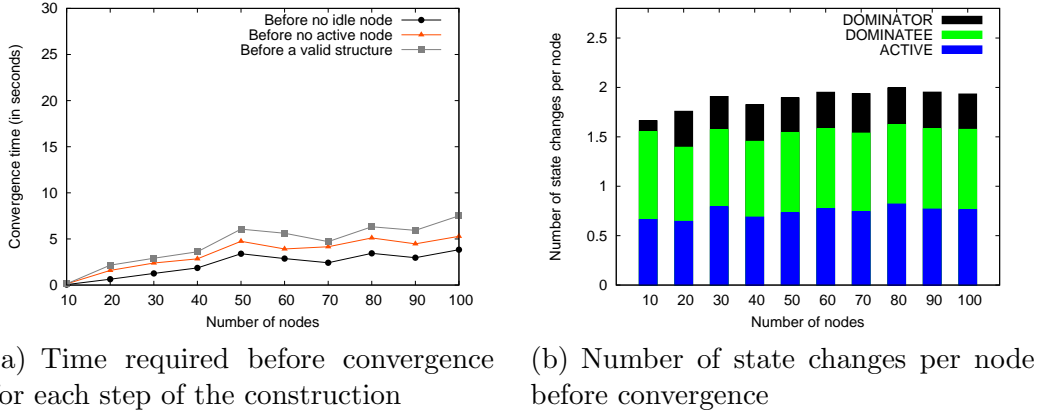 30
25
20
15
10
5
0
Convergence time (in seconds)
Before no idle node
Before no active node
Before a valid structure
10 20 30 40 50 60 70 80 90 100
Number of nodes
a) Time required before convergence
or each step of the construction
2.5
2
1.5
1
0.5
0
Number of state changes per node
DOMINATOR
DOMINATEE
ACTIVE
10 20 30 40 50 60 70 80 90 100
Number of nodes
(b) Number of state changes per node
before convergence